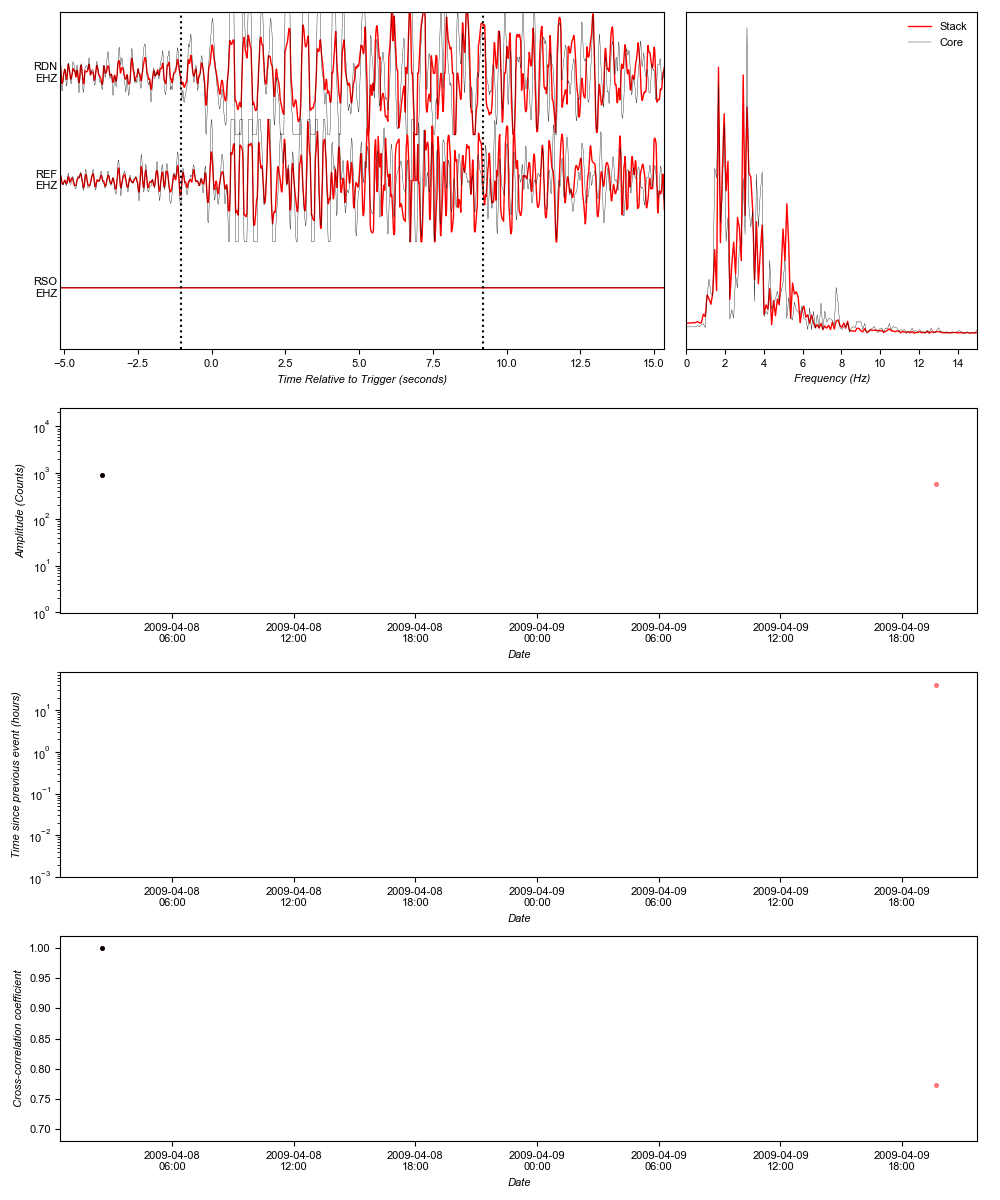 RDN
EHZ
REF
EHZ
RSO
EHZ
−5.0 −2.5 0.0 2.5 5.0 7.5 10.0 12.5 15.0
Time Relative to Trigger (seconds)
Stack
Core
0 2 4 6 8 10 12 14
Frequency (Hz)
10^4
10^3
10^2
10^1
10^0
Amplitude (Counts)
2009-04-08 2009-04-08 2009-04-08 2009-04-09 2009-04-09 2009-04-09 2009-04-09
06:00 12:00 18:00 00:00 06:00 12:00 18:00
Date
10^1
10^0
10^−1
10^−2
10^−3
Time since previous event (hours)
2009-04-08 2009-04-08 2009-04-08 2009-04-09 2009-04-09 2009-04-09 2009-04-09
06:00 12:00 18:00 00:00 06:00 12:00 18:00
Date
1.00
0.95
0.90
0.85
0.80
0.75
0.70
Cross-correlation coefficient
2009-04-08 2009-04-08 2009-04-08 2009-04-09 2009-04-09 2009-04-09 2009-04-09
06:00 12:00 18:00 00:00 06:00 12:00 18:00
Date